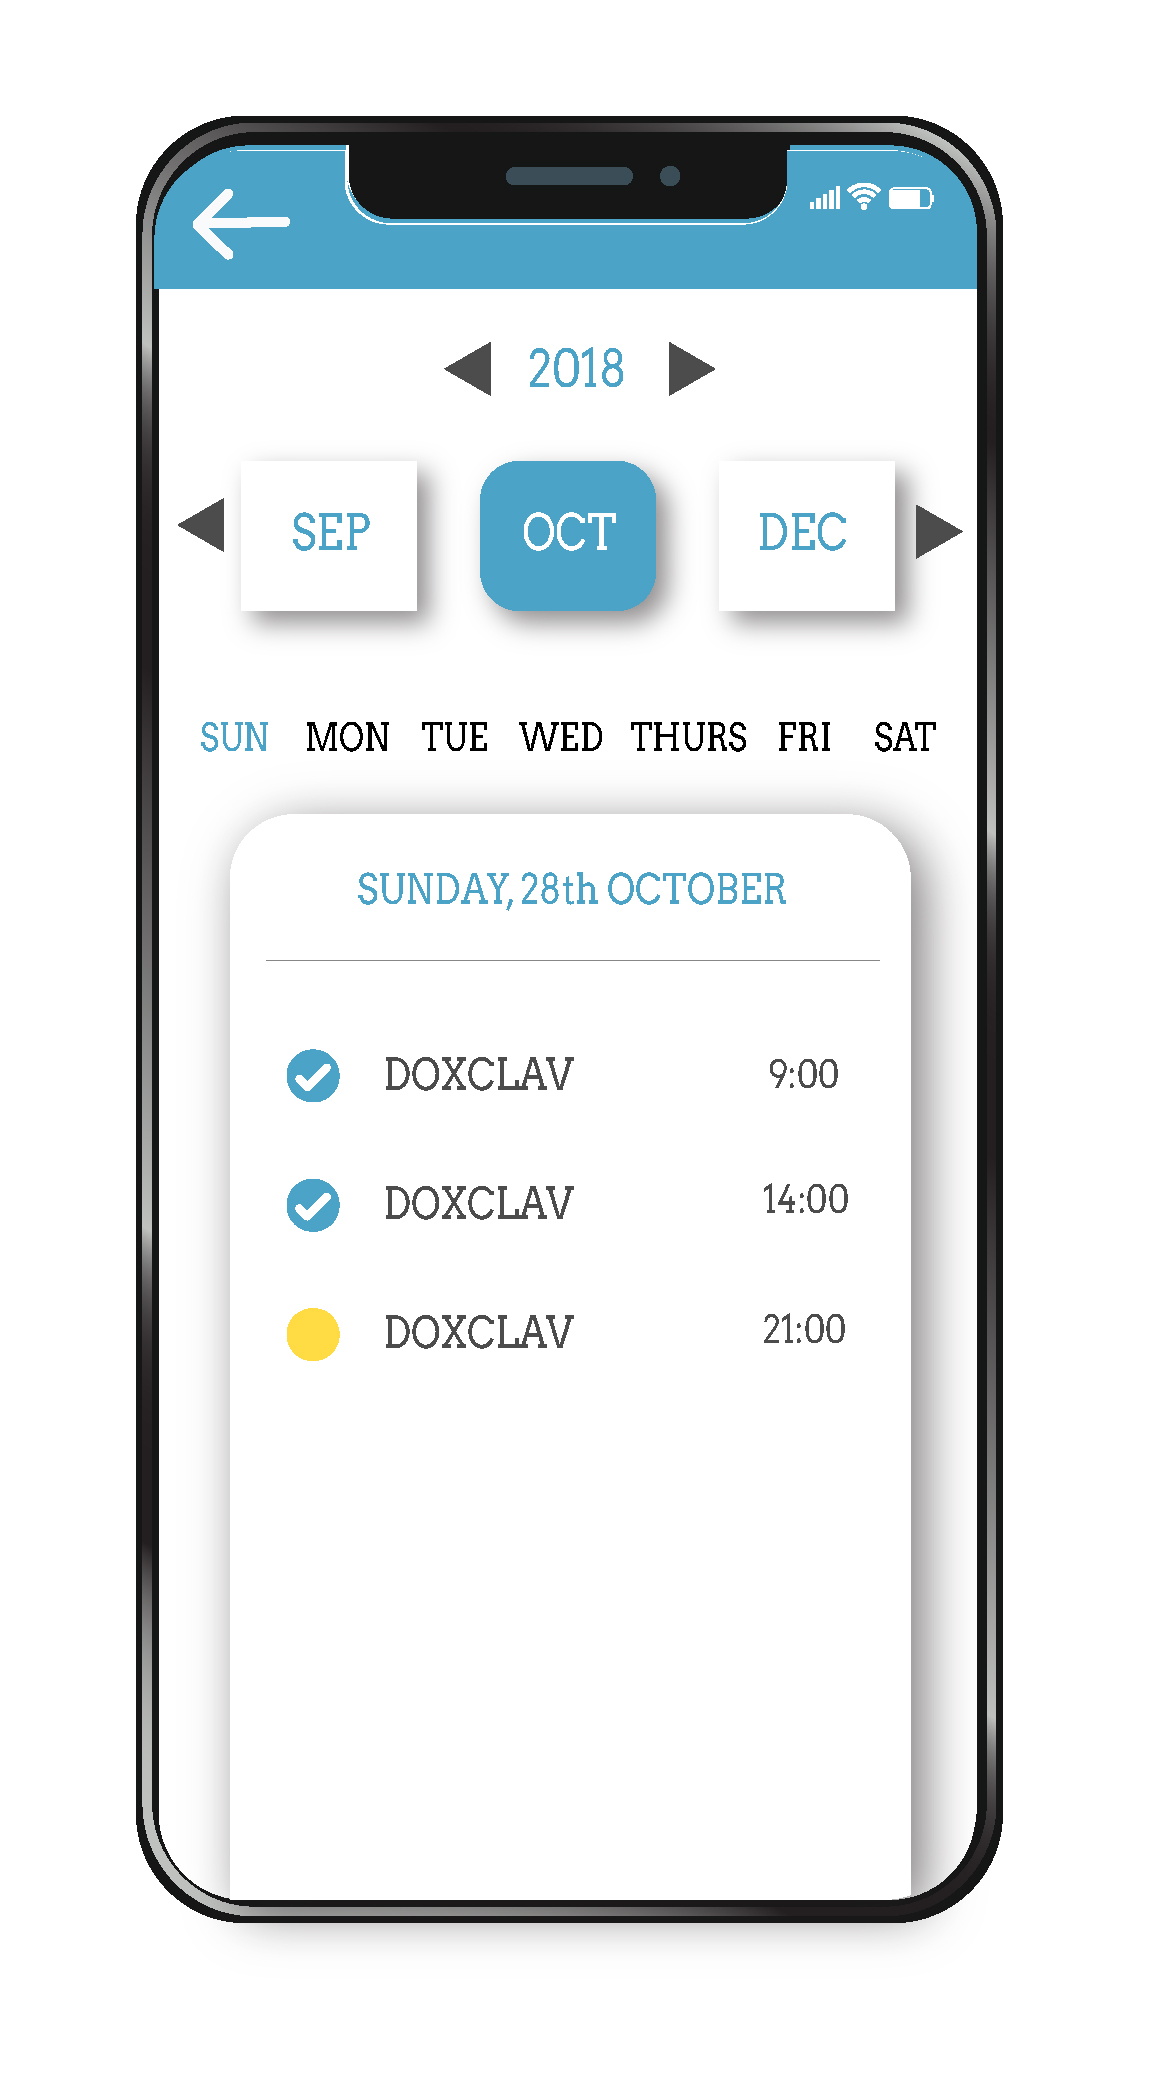 2018
SEP OCT DEC
SUN MON TUE WED THURS FRI SAT
SUNDAY, 28th OCTOBER
DOXCLAV 9:00
DOXCLAV 14:00
DOXCLAV 21:00